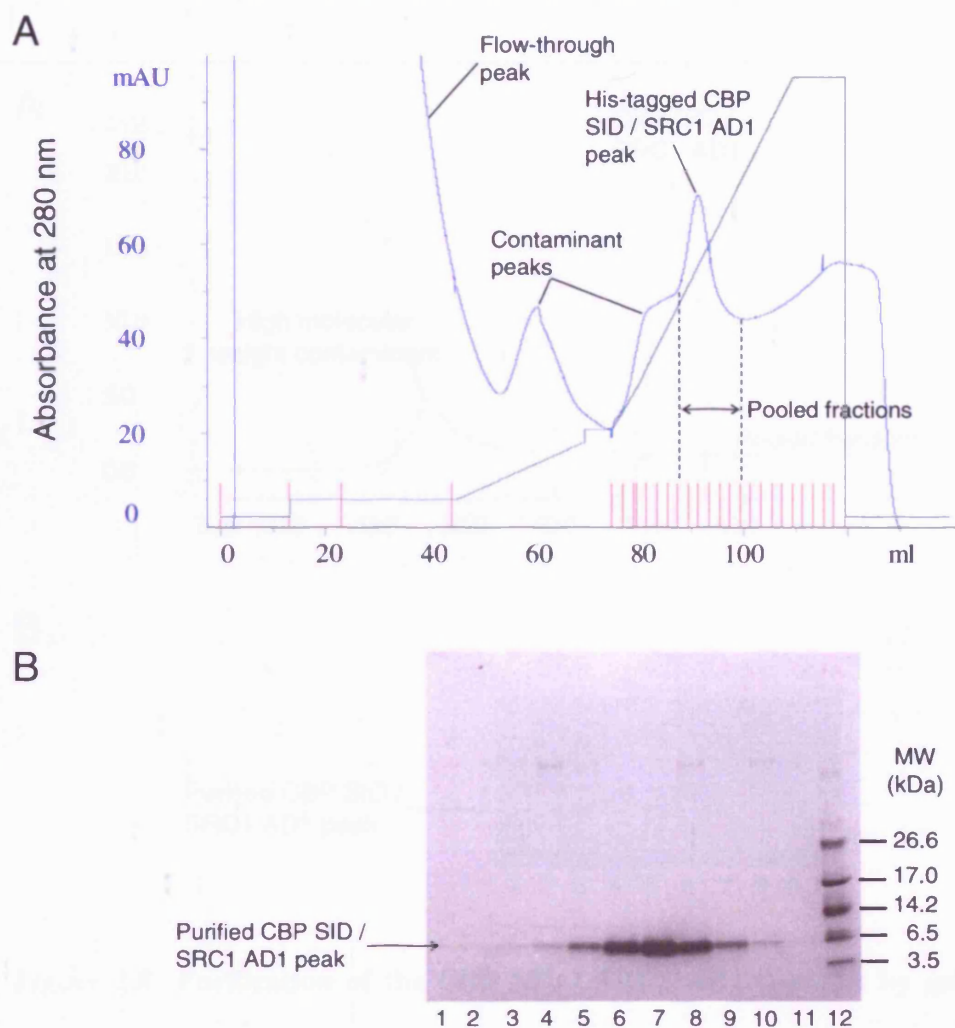 A
Absorbance at 280 nm
mAU
80
60
40
20
0
Flow-through
peak
Contaminant
peaks
His-tagged CBP
SID / SRC1 AD1
peak
Pooled fractions
0 20 40 60 80 100 ml
B
MW
(kDa)
26.6
17.0
14.2
6.5
3.5
Purified CBP SID /
SRC1 AD1 peak
1 2 3 4 5 6 7 8 9 10 11 12